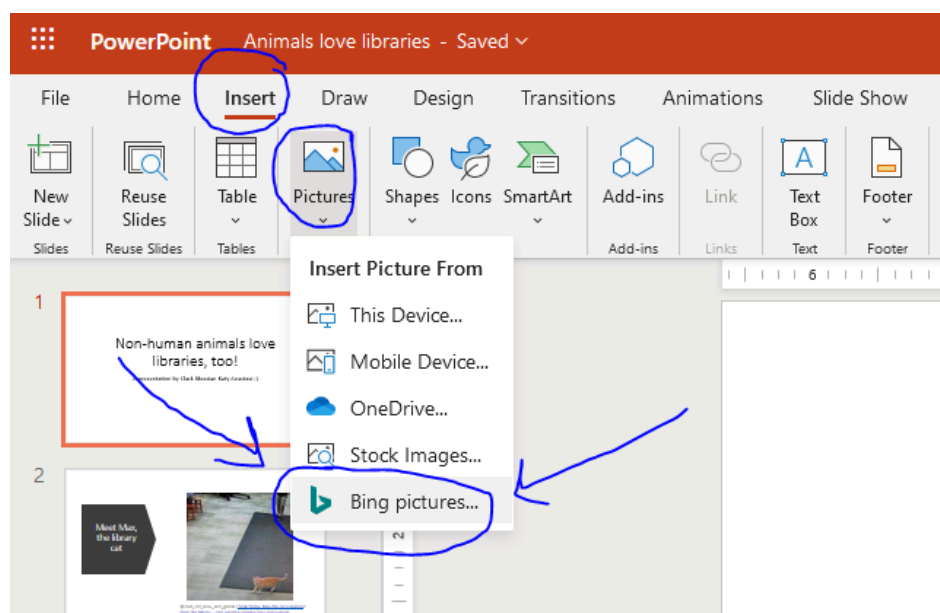 PowerPoint Animals love libraries - Saved
File Home Insert Draw Design Transitions Animations Slide Show
New Slide
Reuse Slides
Table
Pictures
Shapes
Icons
SmartArt
Add-ins
Link
Text Box
Footer
Slides
Reuse Slides
Tables
Add-ins
Links
Text
Footer
Insert Picture From
This Device...
Mobile Device...
OneDrive...
Stock Images...
Bing pictures...
6
1
Non-human animals love
libraries, too!
2
Meet Max,
the library
cat
2